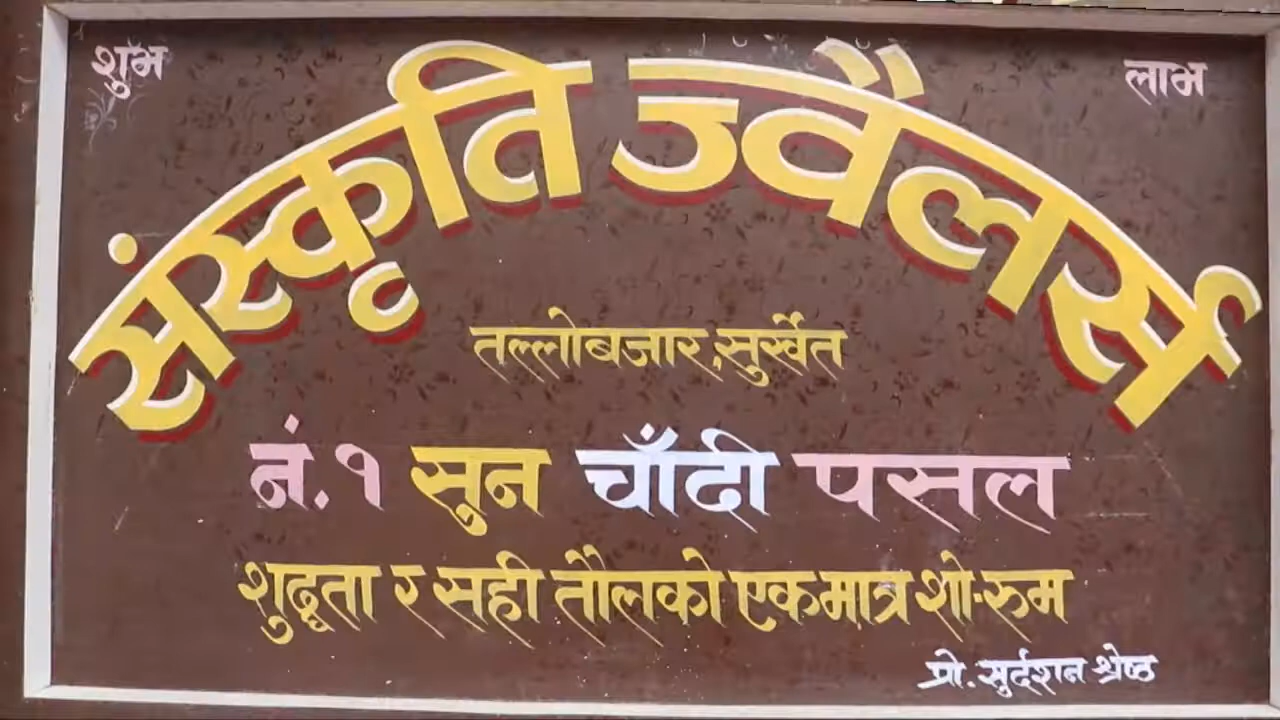 शुभ लाभ
संस्कृति ज्वैलर्स
तल्लोबजार, सुर्खेत
नं. १ सुन चाँदी पसल
शुद्धता र सही तौलको एकमात्र शो-रुम
प्रो. सुर्दशन श्रेष्ठ